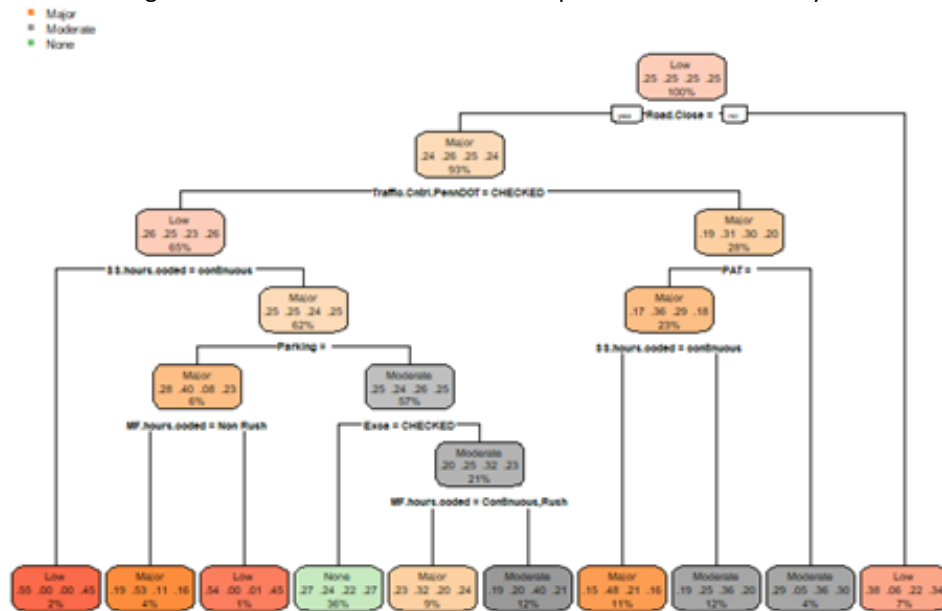 Major
Moderate
None
Low
.25 .25 .25 .25
100%
yes Road.Close = no
Major
.24 .26 .25 .24
93%
Traffic.Cntrl.PennDOT = CHECKED
Low
.26 .25 .23 .26
65%
Major
.19 .31 .30 .20
28%
SS.hours.coded = continuous
PAT =
Major
.25 .25 .24 .25
62%
Major
.17 .36 .29 .18
23%
Parking =
SS.hours.coded = continuous
Major
.28 .40 .08 .23
6%
Moderate
.25 .24 .26 .25
57%
MF.hours.coded = Non Rush
Exca = CHECKED
Moderate
.20 .25 .32 .23
21%
MF.hours.coded = Continuous,Rush
Low
.55 .00 .00 .45
2%
Major
.19 .53 .11 .16
4%
Low
.54 .00 .01 .45
1%
None
.27 .24 .22 .27
36%
Major
.23 .32 .20 .24
9%
Moderate
.19 .20 .40 .21
12%
Major
.15 .48 .21 .16
11%
Moderate
.19 .25 .36 .20
12%
Moderate
.29 .05 .36 .30
4%
Low
.38 .06 .22 .34
7%